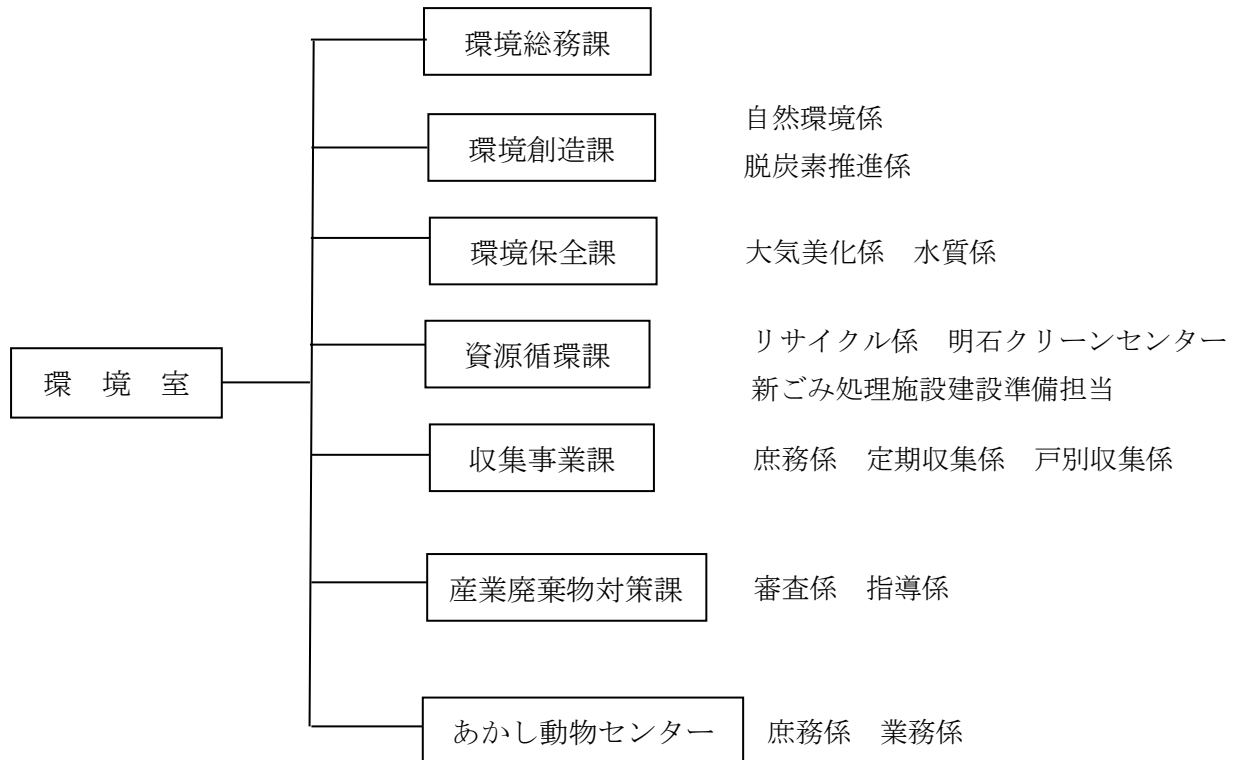 環境総務課
環境創造課
自然環境係
脱炭素推進係
環境保全課
大気美化係　水質係
環　境　室
資源循環課
リサイクル係　明石クリーンセンター
新ごみ処理施設建設準備担当
収集事業課
庶務係　定期収集係　戸別収集係
産業廃棄物対策課
審査係　指導係
あかし動物センター
庶務係　業務係